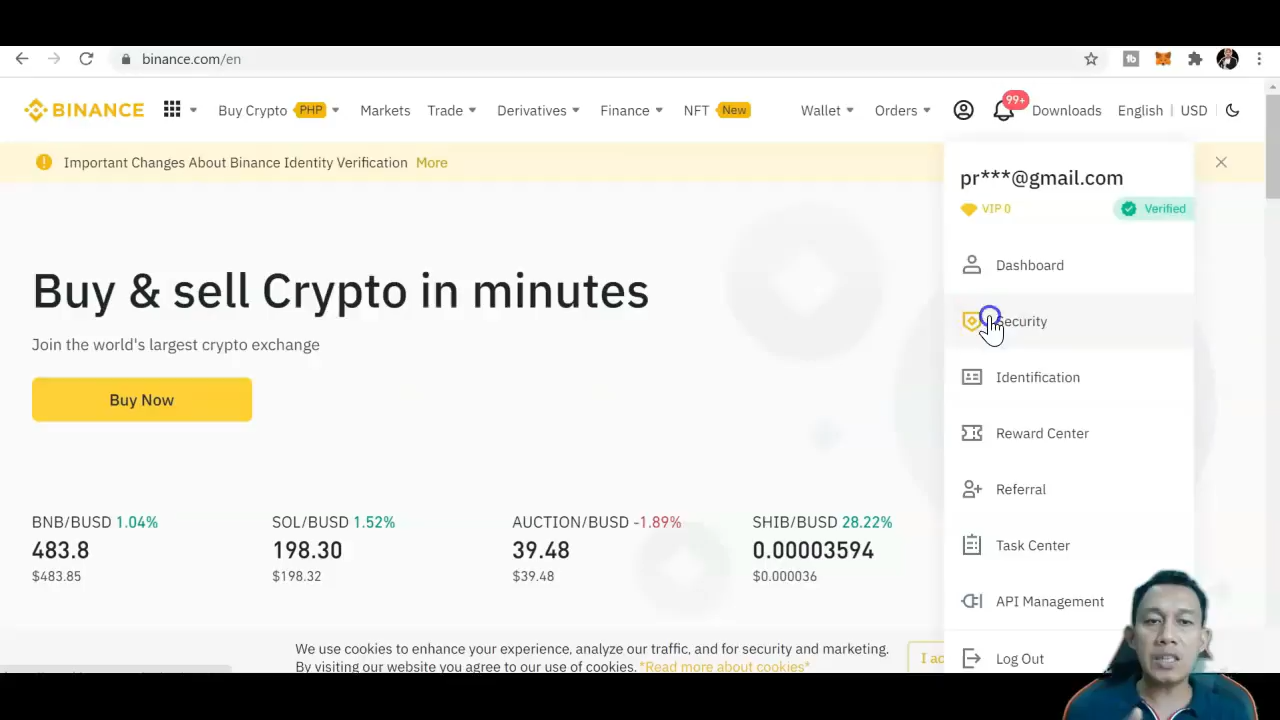 binance.com/en
BINANCE Buy Crypto PHP Markets Trade Derivatives Finance NFT New Wallet Orders 99+ Downloads English USD
Important Changes About Binance Identity Verification More
pr***@gmail.com
VIP 0 Verified
Dashboard
Security
Identification
Reward Center
Referral
Task Center
API Management
Log Out
Buy & sell Crypto in minutes
Join the world's largest crypto exchange
Buy Now
BNB/BUSD 1.04% SOL/BUSD 1.52% AUCTION/BUSD -1.89% SHIB/BUSD 28.22%
483.8 198.30 39.48 0.00003594
$483.85 $198.32 $39.48 $0.000036
We use cookies to enhance your experience, analyze our traffic, and for security and marketing.
By visiting our website you agree to our use of cookies. *Read more about cookies*